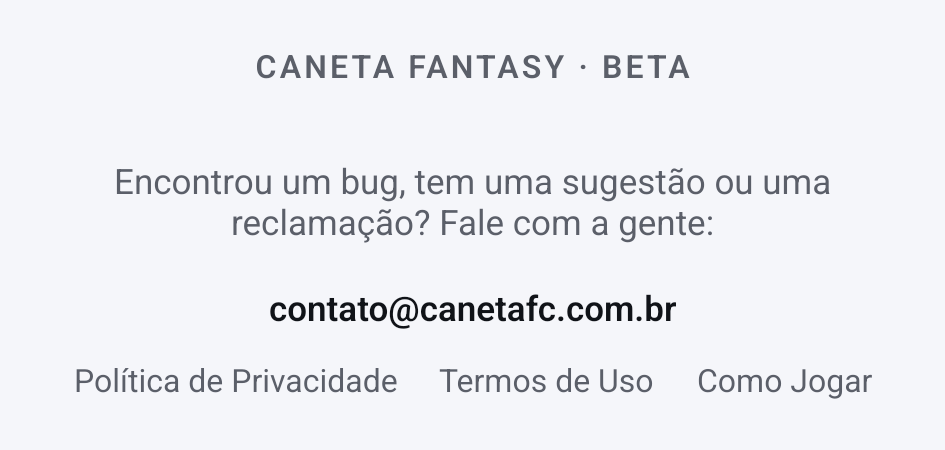 CANETA FANTASY · BETA
Encontrou um bug, tem uma sugestão ou uma
reclamação? Fale com a gente:
contato@canetafc.com.br
Política de Privacidade Termos de Uso Como Jogar